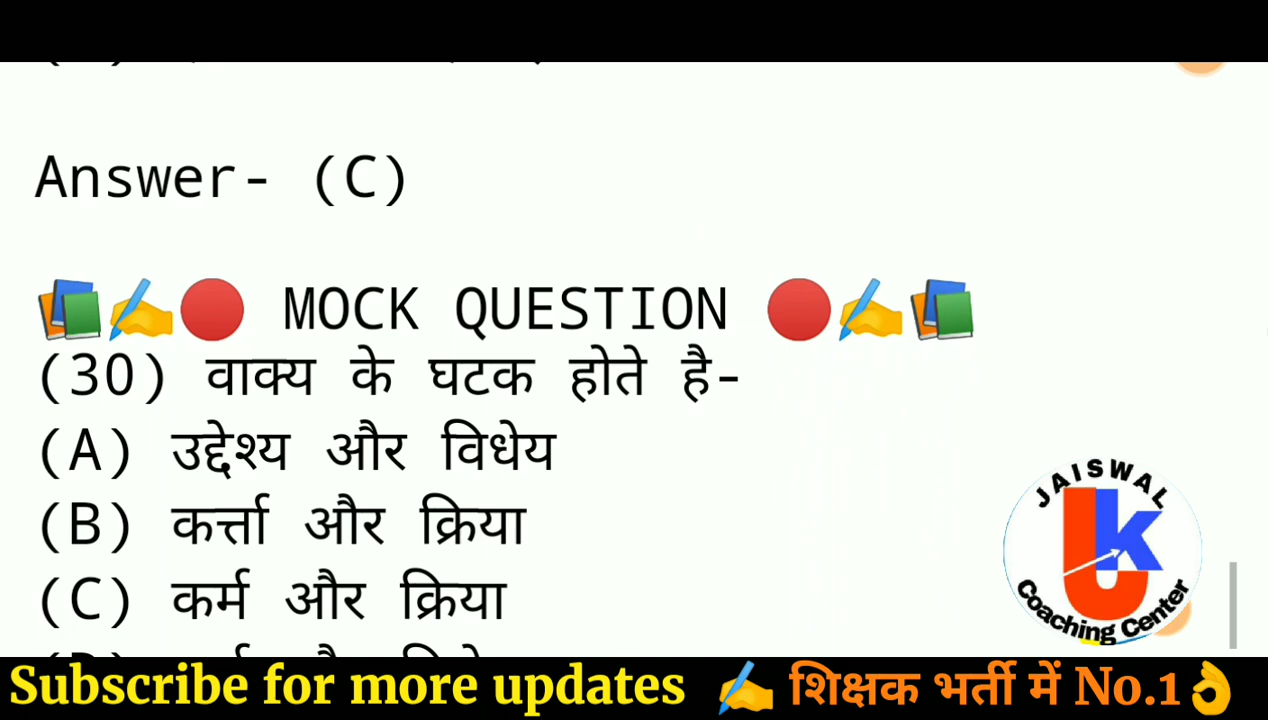 Answer- (C)
📚✍️🔴 MOCK QUESTION 🔴✍️📚
(30) वाक्य के घटक होते है-
(A) उद्देश्य और विधेय
(B) कर्त्ता और क्रिया
(C) कर्म और क्रिया
JAISWAL
Jk
Coaching Center
Subscribe for more updates ✍️ शिक्षक भर्ती में No.1👌